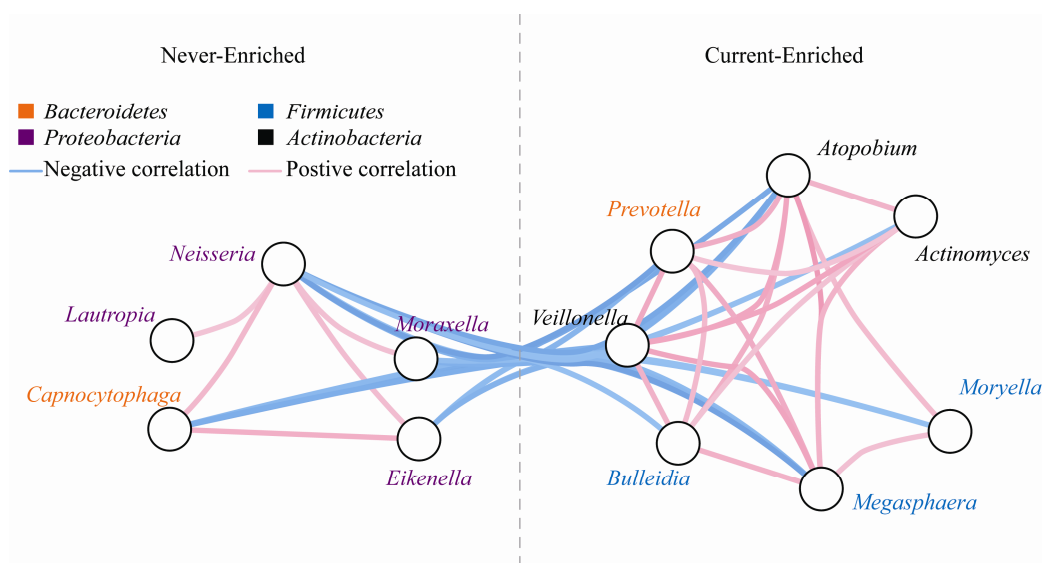 Never-Enriched
Current-Enriched
Bacteroidetes
Firmicutes
Proteobacteria
Actinobacteria
Negative correlation
Postive correlation
Atopobium
Prevotella
Neisseria
Actinomyces
Lautropia
Moraxella
Veillonella
Capnocytophaga
Moryella
Eikenella
Bulleidia
Megasphaera